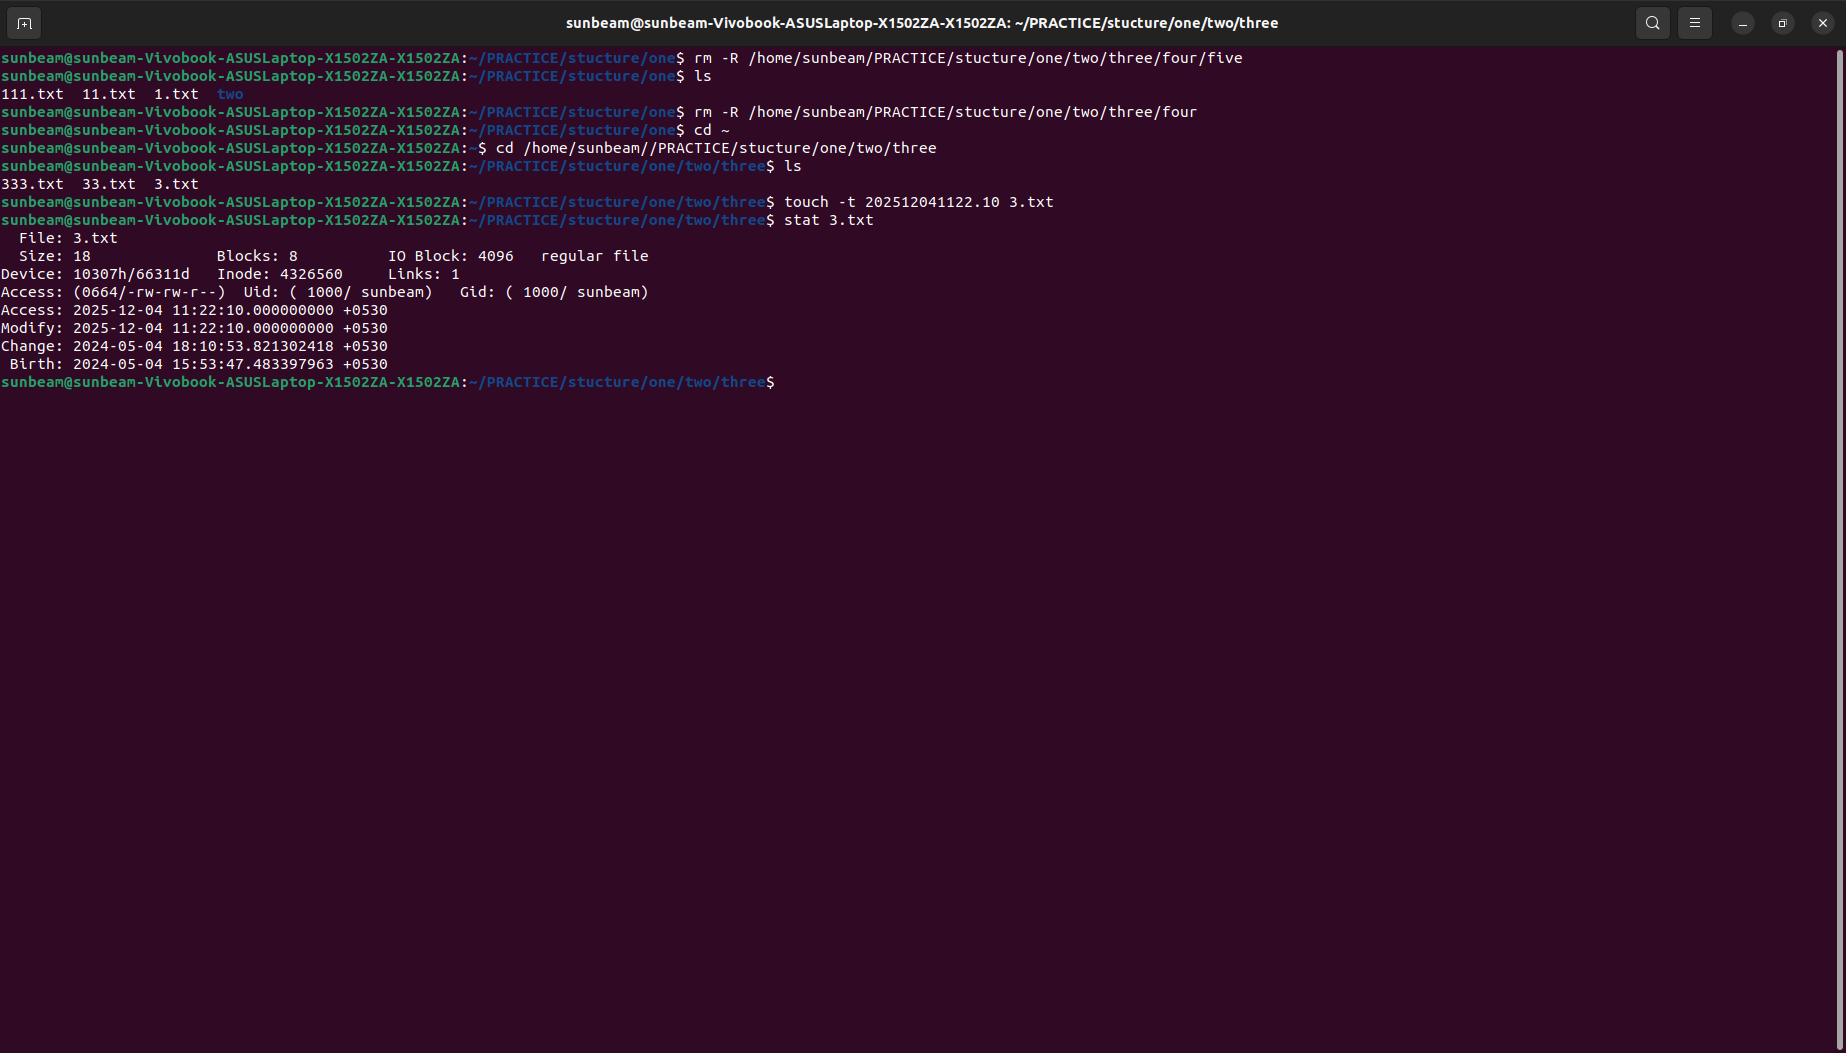 sunbeam@sunbeam-Vivobook-ASUSLaptop-X1502ZA-X1502ZA: ~/PRACTICE/stucture/one/two/three
sunbeam@sunbeam-Vivobook-ASUSLaptop-X1502ZA-X1502ZA:~/PRACTICE/stucture/one$ rm -R /home/sunbeam/PRACTICE/stucture/one/two/three/four/five
sunbeam@sunbeam-Vivobook-ASUSLaptop-X1502ZA-X1502ZA:~/PRACTICE/stucture/one$ ls
111.txt  11.txt  1.txt  two
sunbeam@sunbeam-Vivobook-ASUSLaptop-X1502ZA-X1502ZA:~/PRACTICE/stucture/one$ rm -R /home/sunbeam/PRACTICE/stucture/one/two/three/four
sunbeam@sunbeam-Vivobook-ASUSLaptop-X1502ZA-X1502ZA:~/PRACTICE/stucture/one$ cd ~
sunbeam@sunbeam-Vivobook-ASUSLaptop-X1502ZA-X1502ZA:~$ cd /home/sunbeam//PRACTICE/stucture/one/two/three
sunbeam@sunbeam-Vivobook-ASUSLaptop-X1502ZA-X1502ZA:~/PRACTICE/stucture/one/two/three$ ls
333.txt  33.txt  3.txt
sunbeam@sunbeam-Vivobook-ASUSLaptop-X1502ZA-X1502ZA:~/PRACTICE/stucture/one/two/three$ touch -t 202512041122.10 3.txt
sunbeam@sunbeam-Vivobook-ASUSLaptop-X1502ZA-X1502ZA:~/PRACTICE/stucture/one/two/three$ stat 3.txt
  File: 3.txt
  Size: 18              Blocks: 8          IO Block: 4096   regular file
Device: 10307h/66311d   Inode: 4326560     Links: 1
Access: (0664/-rw-rw-r--)  Uid: ( 1000/ sunbeam)   Gid: ( 1000/ sunbeam)
Access: 2025-12-04 11:22:10.000000000 +0530
Modify: 2025-12-04 11:22:10.000000000 +0530
Change: 2024-05-04 18:10:53.821302418 +0530
 Birth: 2024-05-04 15:53:47.483397963 +0530
sunbeam@sunbeam-Vivobook-ASUSLaptop-X1502ZA-X1502ZA:~/PRACTICE/stucture/one/two/three$